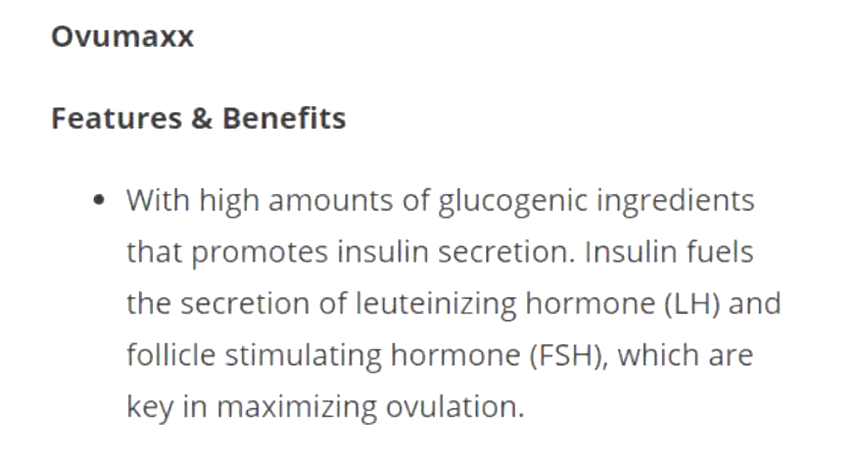 Ovumaxx
Features & Benefits
• With high amounts of glucogenic ingredients
that promotes insulin secretion. Insulin fuels
the secretion of leuteinizing hormone (LH) and
follicle stimulating hormone (FSH), which are
key in maximizing ovulation.